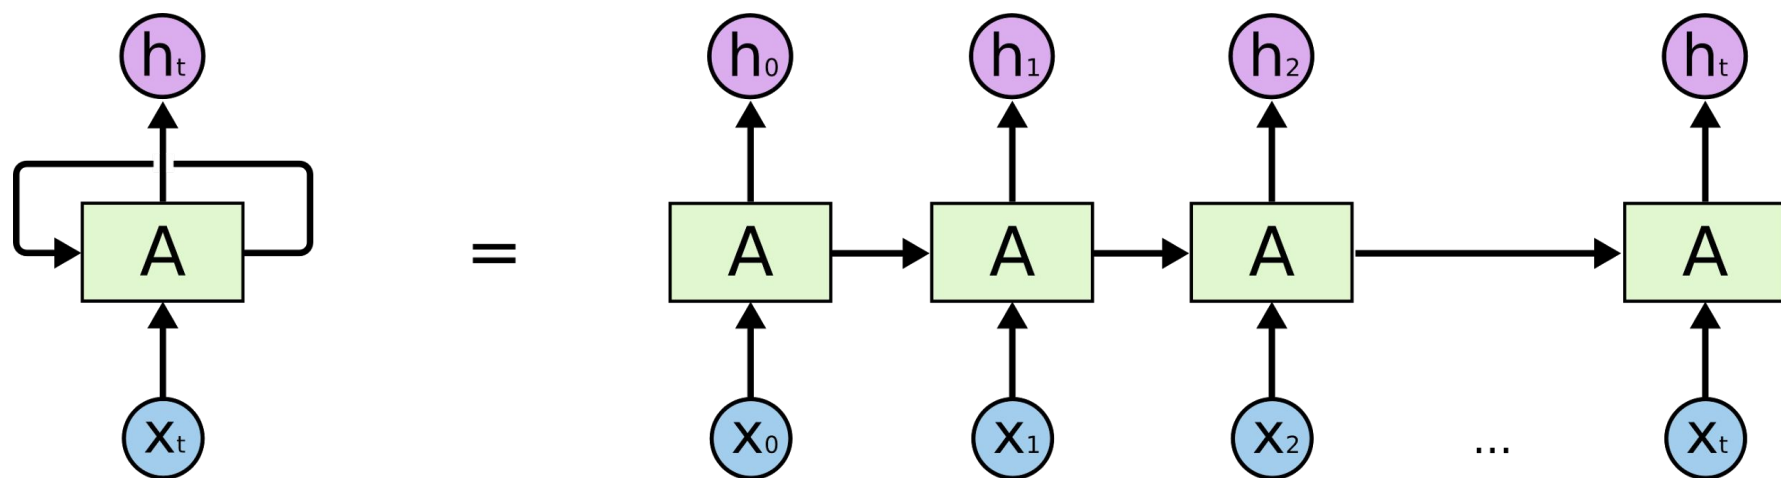 hₜ h₀ h₁ h₂ hₜ
A = A A A A
xₜ x₀ x₁ x₂ ... xₜ